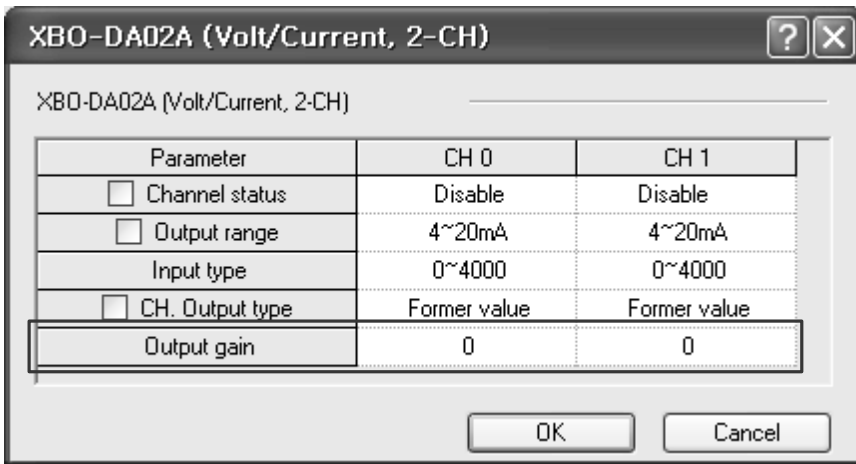 XBO-DA02A (Volt/Current, 2-CH)
XBO-DA02A (Volt/Current, 2-CH)
Parameter CH 0 CH 1
Channel status Disable Disable
Output range 4~20mA 4~20mA
Input type 0~4000 0~4000
CH. Output type Former value Former value
Output gain 0 0
OK Cancel